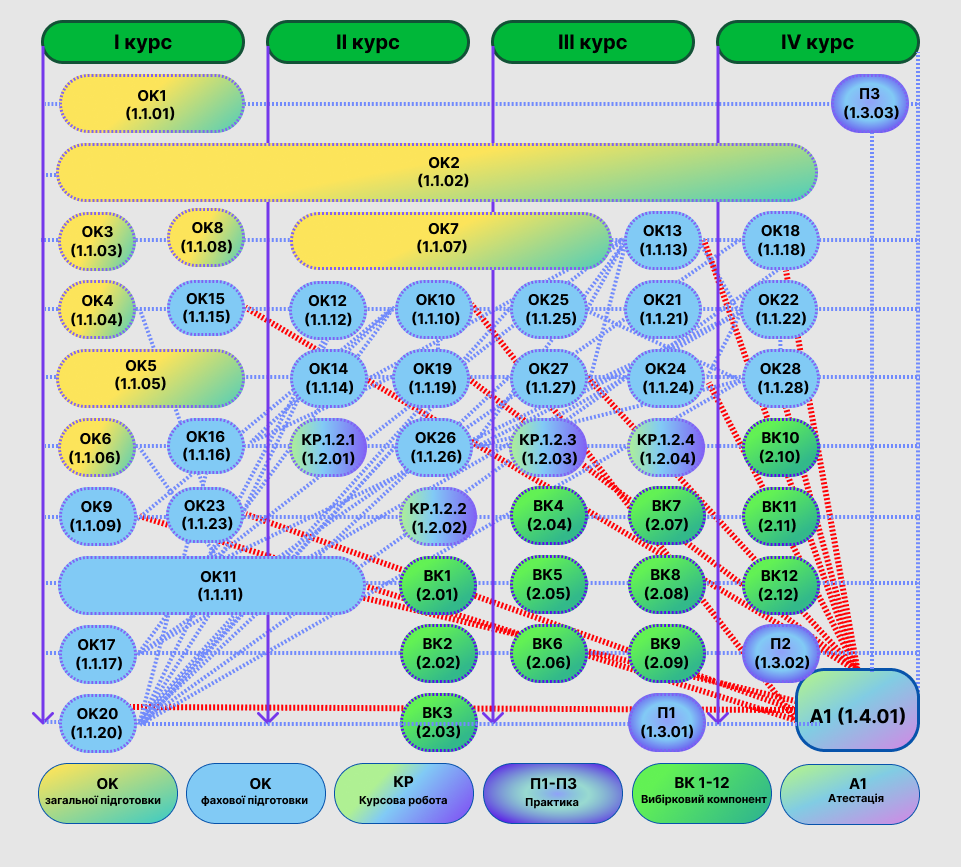 I курс
II курс
III курс
IV курс
ОК1
(1.1.01)
П3
(1.3.03)
ОК2
(1.1.02)
ОК3
(1.1.03)
ОК8
(1.1.08)
ОК7
(1.1.07)
ОК13
(1.1.13)
ОК18
(1.1.18)
ОК4
(1.1.04)
ОК15
(1.1.15)
ОК12
(1.1.12)
ОК10
(1.1.10)
ОК25
(1.1.25)
ОК21
(1.1.21)
ОК22
(1.1.22)
ОК5
(1.1.05)
ОК14
(1.1.14)
ОК19
(1.1.19)
ОК27
(1.1.27)
ОК24
(1.1.24)
ОК28
(1.1.28)
ОК6
(1.1.06)
ОК16
(1.1.16)
КР.1.2.1
(1.2.01)
ОК26
(1.1.26)
КР.1.2.3
(1.2.03)
КР.1.2.4
(1.2.04)
ВК10
(2.10)
ОК9
(1.1.09)
ОК23
(1.1.23)
КР.1.2.2
(1.2.02)
ВК4
(2.04)
ВК7
(2.07)
ВК11
(2.11)
ОК11
(1.1.11)
ВК1
(2.01)
ВК5
(2.05)
ВК8
(2.08)
ВК12
(2.12)
ОК17
(1.1.17)
ВК2
(2.02)
ВК6
(2.06)
ВК9
(2.09)
П2
(1.3.02)
ОК20
(1.1.20)
ВК3
(2.03)
П1
(1.3.01)
А1 (1.4.01)
ОК
загальної підготовки
ОК
фахової підготовки
КР
Курсова робота
П1-П3
Практика
ВК 1-12
Вибірковий компонент
А1
Атестація